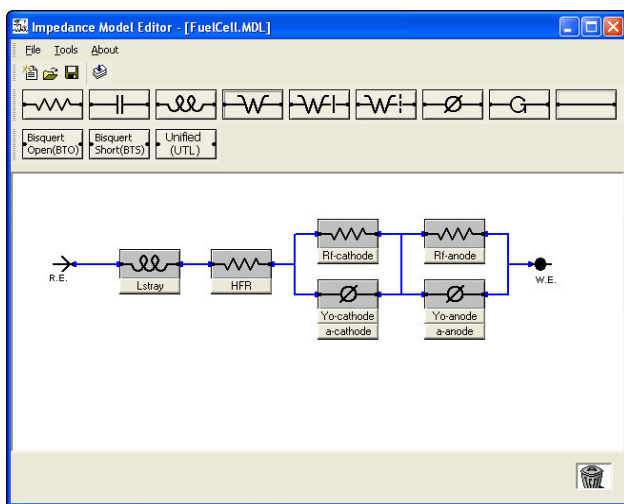 Impedance Model Editor - [FuelCell.MDL]
File Tools About
W W W G
Bisquert Open(BTO)
Bisquert Short(BTS)
Unified (UTL)
R.E.
Lstray
HFR
Rf-cathode
Rf-anode
Yo-cathode
a-cathode
Yo-anode
a-anode
W.E.